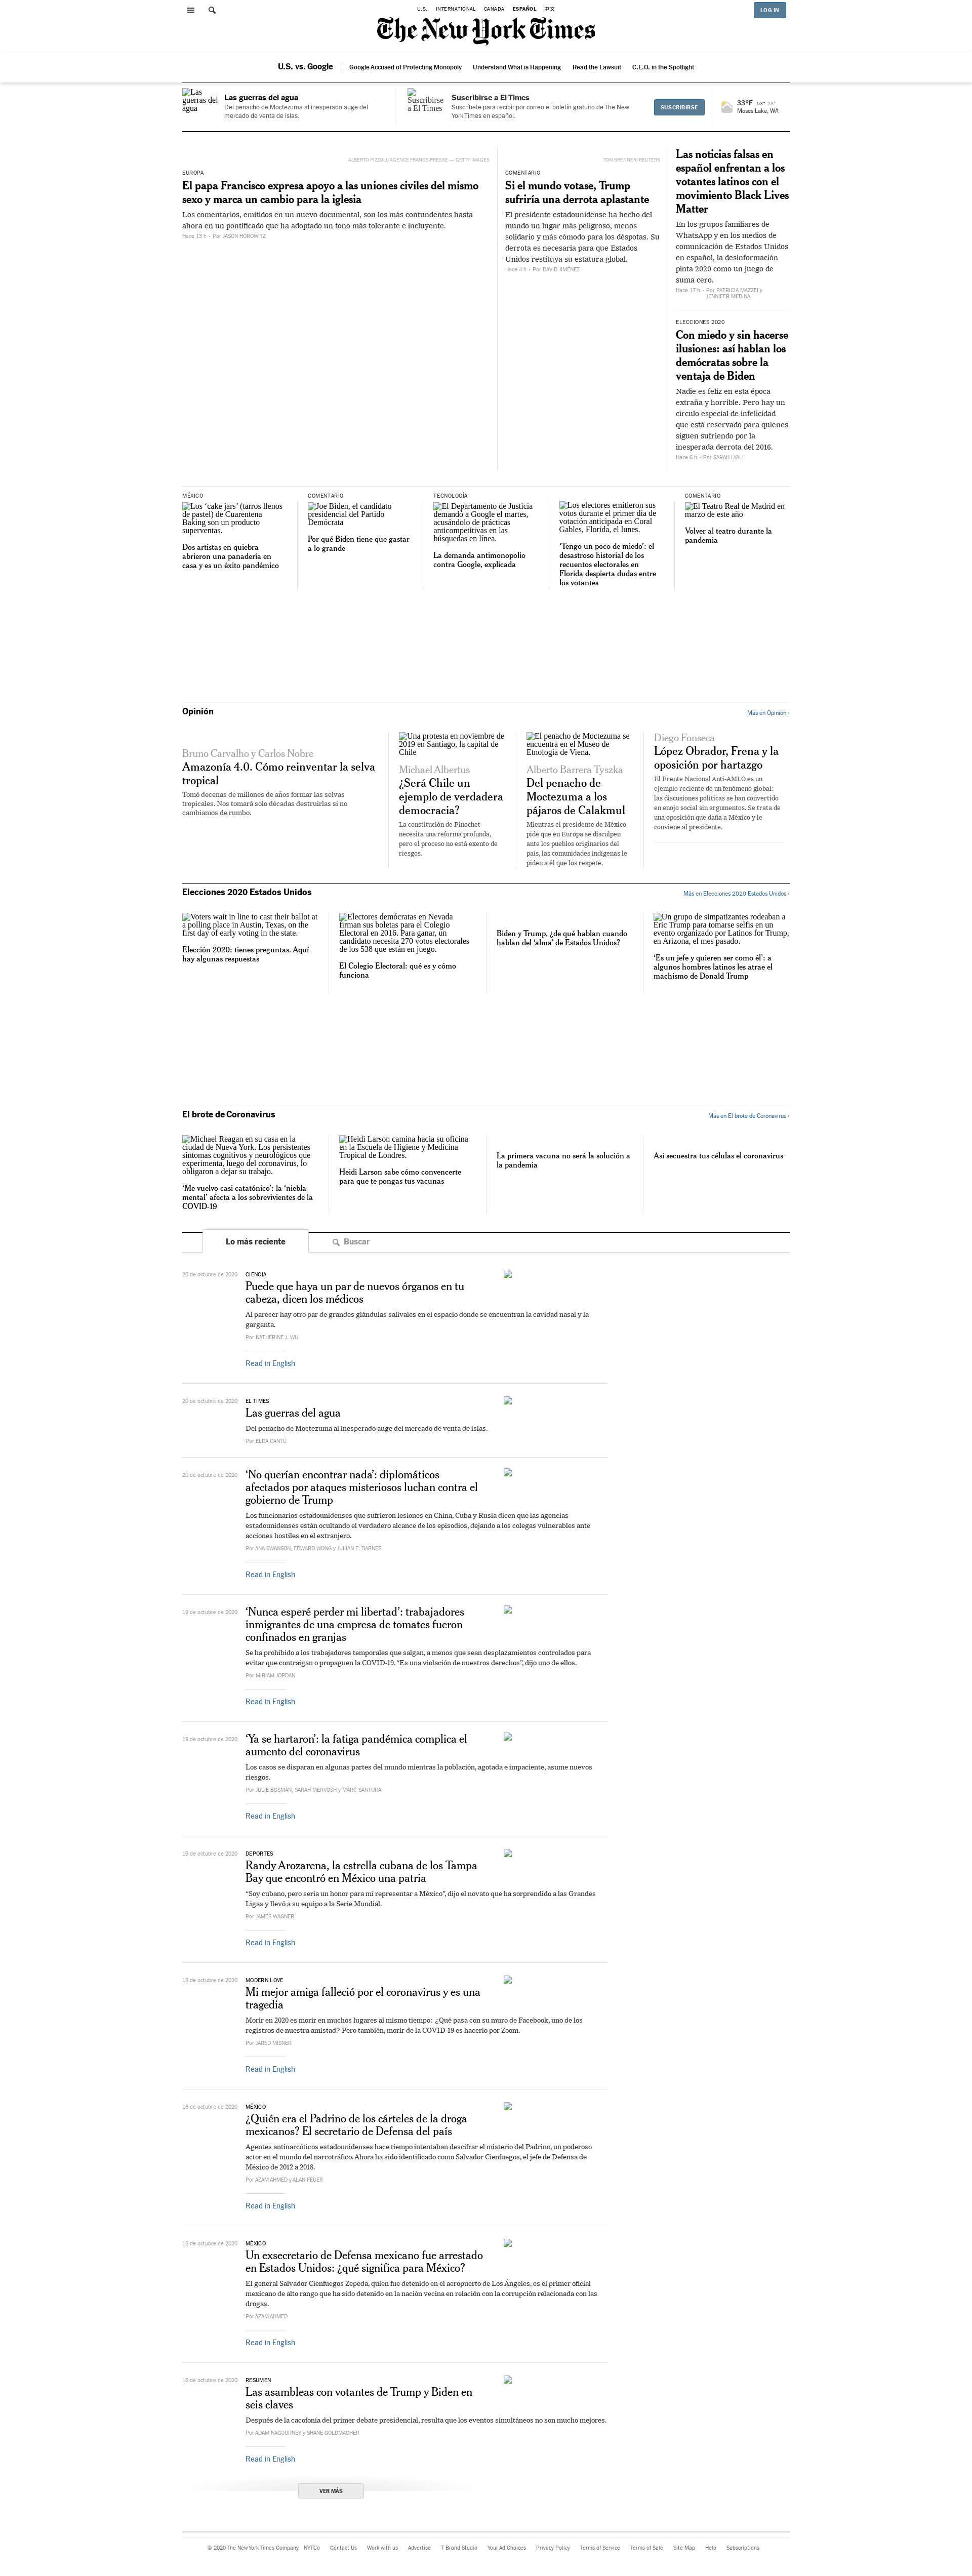 U.S.
INTERNATIONAL
CANADA
ESPAÑOL
中文
LOG IN
The New York Times
U.S. vs. Google
Google Accused of Protecting Monopoly
Understand What is Happening
Read the Lawsuit
C.E.O. in the Spotlight
Las guerras del agua
Las guerras del agua
Del penacho de Moctezuma al inesperado auge del
mercado de venta de islas.
Suscribirse a El Times
Suscribirse a El Times
Suscríbete para recibir por correo el boletín gratuito de The New
York Times en español.
SUSCRIBIRSE
33°F 53° 28°
Moses Lake, WA
ALBERTO PIZZOLI/AGENCE FRANCE-PRESSE — GETTY IMAGES
EUROPA
El papa Francisco expresa apoyo a las uniones civiles del mismo
sexo y marca un cambio para la iglesia
Los comentarios, emitidos en un nuevo documental, son los más contundentes hasta
ahora en un pontificado que ha adoptado un tono más tolerante e incluyente.
Hace 13 h - Por JASON HOROWITZ
TOM BRENNER/REUTERS
COMENTARIO
Si el mundo votase, Trump
sufriría una derrota aplastante
El presidente estadounidense ha hecho del
mundo un lugar más peligroso, menos
solidario y más cómodo para los déspotas. Su
derrota es necesaria para que Estados
Unidos restituya su estatura global.
Hace 4 h - Por DAVID JIMÉNEZ
Las noticias falsas en
español enfrentan a los
votantes latinos con el
movimiento Black Lives
Matter
En los grupos familiares de
WhatsApp y en los medios de
comunicación de Estados Unidos
en español, la desinformación
pinta 2020 como un juego de
suma cero.
Hace 17 h - Por PATRICIA MAZZEI y
JENNIFER MEDINA
ELECCIONES 2020
Con miedo y sin hacerse
ilusiones: así hablan los
demócratas sobre la
ventaja de Biden
Nadie es feliz en esta época
extraña y horrible. Pero hay un
círculo especial de infelicidad
que está reservado para quienes
siguen sufriendo por la
inesperada derrota del 2016.
Hace 6 h - Por SARAH LYALL
MÉXICO
Los 'cake jars' (tarros llenos
de pastel) de Cuarentena
Baking son un producto
superventas.
Dos artistas en quiebra
abrieron una panadería en
casa y es un éxito pandémico
COMENTARIO
Joe Biden, el candidato
presidencial del Partido
Demócrata
Por qué Biden tiene que gastar
a lo grande
TECNOLOGÍA
El Departamento de Justicia
demandó a Google el martes,
acusándolo de prácticas
anticompetitivas en las
búsquedas en línea.
La demanda antimonopolio
contra Google, explicada
Los electores emitieron sus
votos durante el primer día de
votación anticipada en Coral
Gables, Florida, el lunes.
'Tengo un poco de miedo': el
desastroso historial de los
recuentos electorales en
Florida despierta dudas entre
los votantes
COMENTARIO
El Teatro Real de Madrid en
marzo de este año
Volver al teatro durante la
pandemia
Opinión
Más en Opinión ›
Bruno Carvalho y Carlos Nobre
Amazonía 4.0. Cómo reinventar la selva
tropical
Tomó decenas de millones de años formar las selvas
tropicales. Nos tomará solo décadas destruirlas si no
cambiamos de rumbo.
Una protesta en noviembre de
2019 en Santiago, la capital de
Chile
Michael Albertus
¿Será Chile un
ejemplo de verdadera
democracia?
La constitución de Pinochet
necesita una reforma profunda,
pero el proceso no está exento de
riesgos.
El penacho de Moctezuma se
encuentra en el Museo de
Etnología de Viena.
Alberto Barrera Tyszka
Del penacho de
Moctezuma a los
pájaros de Calakmul
Mientras el presidente de México
pide que en Europa se disculpen
ante los pueblos originarios del
país, las comunidades indígenas le
piden a él que los respete.
Diego Fonseca
López Obrador, Frena y la
oposición por hartazgo
El Frente Nacional Anti-AMLO es un
ejemplo reciente de un fenómeno global:
las discusiones políticas se han convertido
en enojo social sin argumentos. Se trata de
una oposición que daña a México y le
conviene al presidente.
Elecciones 2020 Estados Unidos
Más en Elecciones 2020 Estados Unidos ›
Voters wait in line to cast their ballot at
a polling place in Austin, Texas, on the
first day of early voting in the state.
Elección 2020: tienes preguntas. Aquí
hay algunas respuestas
Electores demócratas en Nevada
firman sus boletas para el Colegio
Electoral en 2016. Para ganar, un
candidato necesita 270 votos electorales
de los 538 que están en juego.
El Colegio Electoral: qué es y cómo
funciona
Biden y Trump, ¿de qué hablan cuando
hablan del 'alma' de Estados Unidos?
Un grupo de simpatizantes rodeaban a
Eric Trump para tomarse selfis en un
evento organizado por Latinos for Trump,
en Arizona, el mes pasado.
'Es un jefe y quieren ser como él': a
algunos hombres latinos les atrae el
machismo de Donald Trump
El brote de Coronavirus
Más en El brote de Coronavirus ›
Michael Reagan en su casa en la
ciudad de Nueva York. Los persistentes
síntomas cognitivos y neurológicos que
experimenta, luego del coronavirus, lo
obligaron a dejar su trabajo.
'Me vuelvo casi catatónico': la 'niebla
mental' afecta a los sobrevivientes de la
COVID-19
Heidi Larson camina hacia su oficina
en la Escuela de Higiene y Medicina
Tropical de Londres.
Heidi Larson sabe cómo convencerte
para que te pongas tus vacunas
La primera vacuna no será la solución a
la pandemia
Así secuestra tus células el coronavirus
Lo más reciente
Buscar
20 de octubre de 2020
CIENCIA
Puede que haya un par de nuevos órganos en tu
cabeza, dicen los médicos
Al parecer hay otro par de grandes glándulas salivales en el espacio donde se encuentran la cavidad nasal y la
garganta.
Por KATHERINE J. WU
Read in English
20 de octubre de 2020
EL TIMES
Las guerras del agua
Del penacho de Moctezuma al inesperado auge del mercado de venta de islas.
Por ELDA CANTÚ
20 de octubre de 2020
'No querían encontrar nada': diplomáticos
afectados por ataques misteriosos luchan contra el
gobierno de Trump
Los funcionarios estadounidenses que sufrieron lesiones en China, Cuba y Rusia dicen que las agencias
estadounidenses están ocultando el verdadero alcance de los episodios, dejando a los colegas vulnerables ante
acciones hostiles en el extranjero.
Por ANA SWANSON, EDWARD WONG y JULIAN E. BARNES
Read in English
19 de octubre de 2020
'Nunca esperé perder mi libertad': trabajadores
inmigrantes de una empresa de tomates fueron
confinados en granjas
Se ha prohibido a los trabajadores temporales que salgan, a menos que sean desplazamientos controlados para
evitar que contraigan o propaguen la COVID-19. "Es una violación de nuestros derechos", dijo uno de ellos.
Por MIRIAM JORDAN
Read in English
19 de octubre de 2020
'Ya se hartaron': la fatiga pandémica complica el
aumento del coronavirus
Los casos se disparan en algunas partes del mundo mientras la población, agotada e impaciente, asume nuevos
riesgos.
Por JULIE BOSMAN, SARAH MERVOSH y MARC SANTORA
Read in English
19 de octubre de 2020
DEPORTES
Randy Arozarena, la estrella cubana de los Tampa
Bay que encontró en México una patria
"Soy cubano, pero sería un honor para mí representar a México", dijo el novato que ha sorprendido a las Grandes
Ligas y llevó a su equipo a la Serie Mundial.
Por JAMES WAGNER
Read in English
18 de octubre de 2020
MODERN LOVE
Mi mejor amiga falleció por el coronavirus y es una
tragedia
Morir en 2020 es morir en muchos lugares al mismo tiempo: ¿Qué pasa con su muro de Facebook, uno de los
registros de nuestra amistad? Pero también, morir de la COVID-19 es hacerlo por Zoom.
Por JARED MISNER
Read in English
16 de octubre de 2020
MÉXICO
¿Quién era el Padrino de los cárteles de la droga
mexicanos? El secretario de Defensa del país
Agentes antinarcóticos estadounidenses hace tiempo intentaban descifrar el misterio del Padrino, un poderoso
actor en el mundo del narcotráfico. Ahora ha sido identificado como Salvador Cienfuegos, el jefe de Defensa de
México de 2012 a 2018.
Por AZAM AHMED y ALAN FEUER
Read in English
16 de octubre de 2020
MÉXICO
Un exsecretario de Defensa mexicano fue arrestado
en Estados Unidos: ¿qué significa para México?
El general Salvador Cienfuegos Zepeda, quien fue detenido en el aeropuerto de Los Ángeles, es el primer oficial
mexicano de alto rango que ha sido detenido en la nación vecina en relación con la corrupción relacionada con las
drogas.
Por AZAM AHMED
Read in English
16 de octubre de 2020
RESUMEN
Las asambleas con votantes de Trump y Biden en
seis claves
Después de la cacofonía del primer debate presidencial, resulta que los eventos simultáneos no son mucho mejores.
Por ADAM NAGOURNEY y SHANE GOLDMACHER
Read in English
VER MÁS
© 2020 The New York Times Company
NYTCo
Contact Us
Work with us
Advertise
T Brand Studio
Your Ad Choices
Privacy Policy
Terms of Service
Terms of Sale
Site Map
Help
Subscriptions